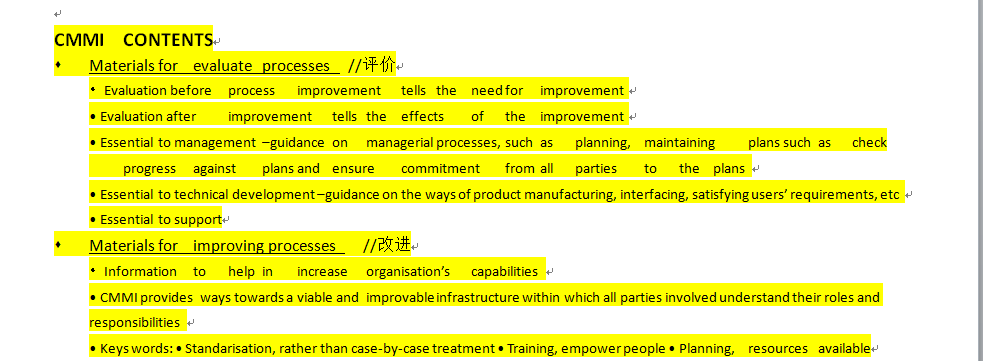 CMMI CONTENTS
♦ Materials for evaluate processes //评价
• Evaluation before process improvement tells the need for improvement
• Evaluation after improvement tells the effects of the improvement
• Essential to management –guidance on managerial processes, such as planning, maintaining plans such as check
progress against plans and ensure commitment from all parties to the plans
• Essential to technical development –guidance on the ways of product manufacturing, interfacing, satisfying users’ requirements, etc
• Essential to support
♦ Materials for improving processes //改进
• Information to help in increase organisation’s capabilities
• CMMI provides ways towards a viable and improvable infrastructure within which all parties involved understand their roles and
responsibilities
• Keys words: • Standarisation, rather than case-by-case treatment • Training, empower people • Planning, resources available